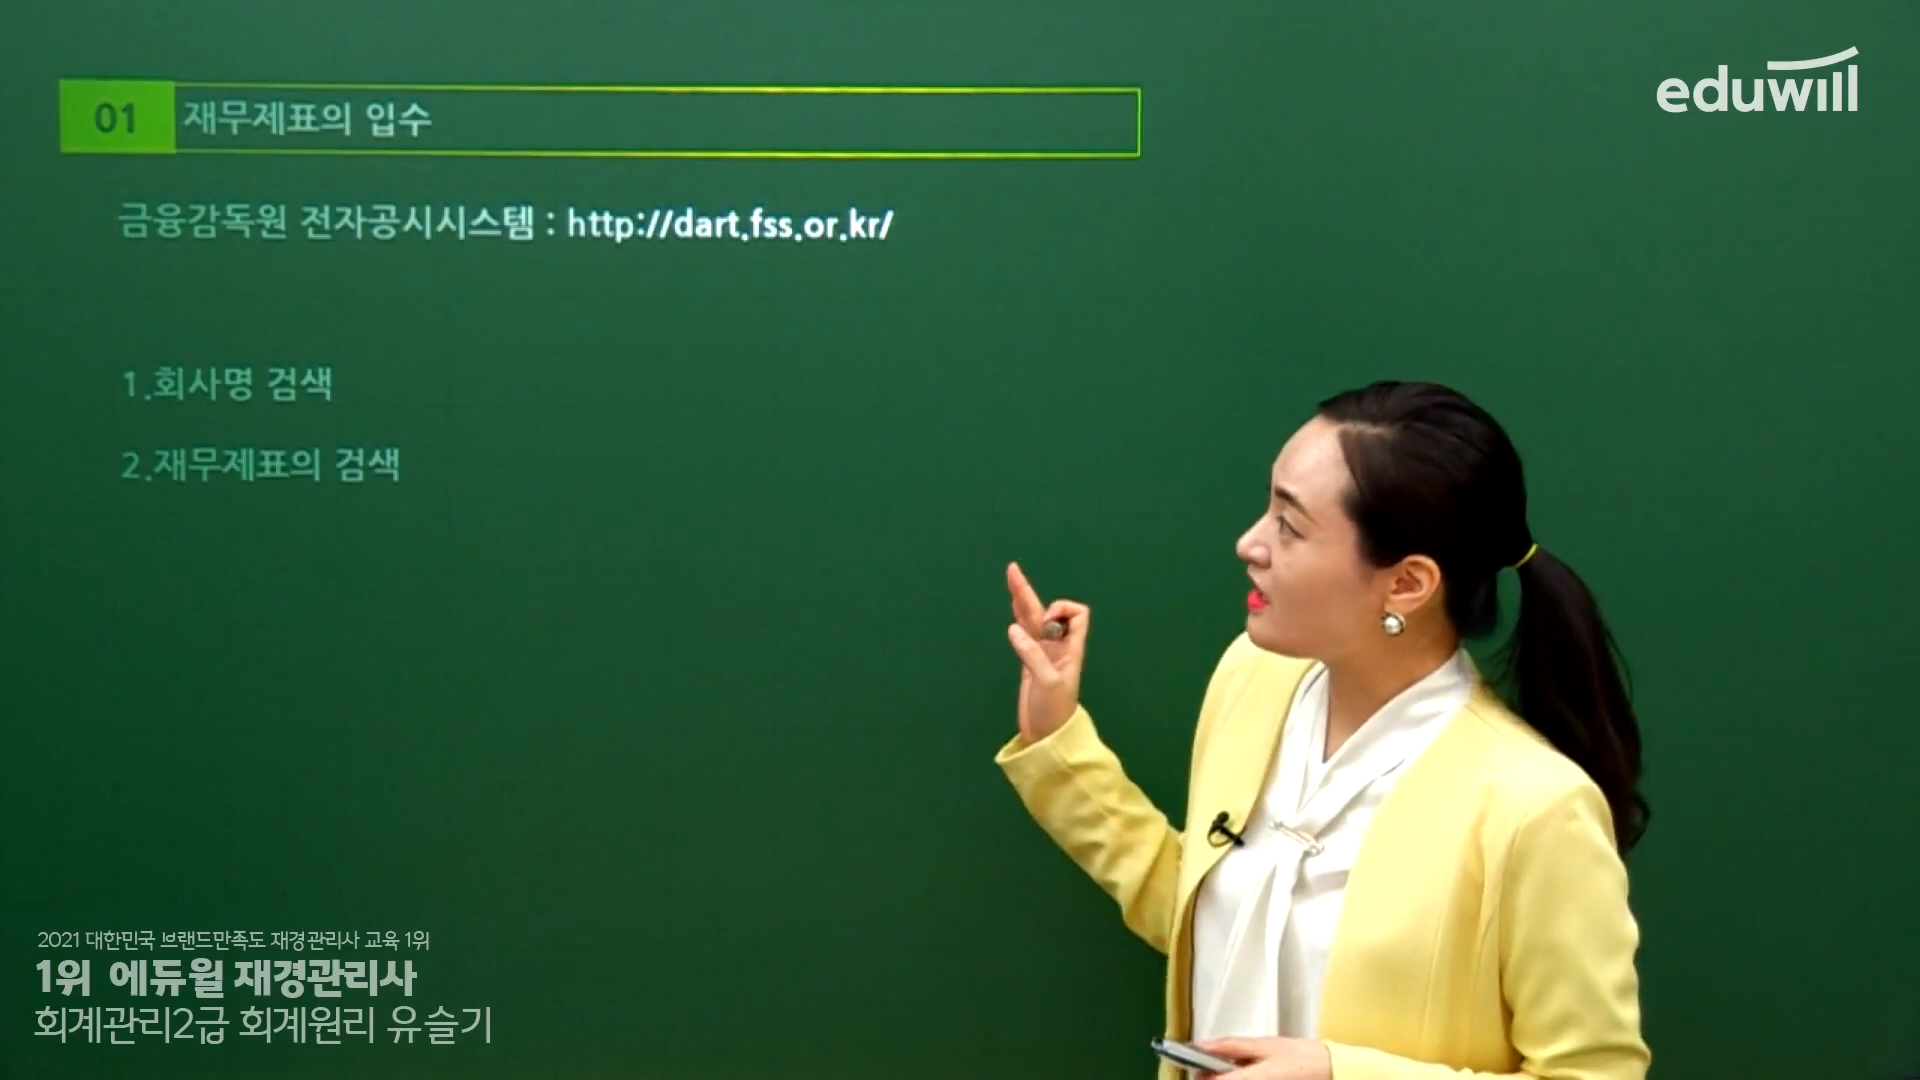 eduwill
01 재무제표의 입수
금융감독원 전자공시시스템 : http://dart.fss.or.kr/
1.회사명 검색
2.재무제표의 검색
2021 대한민국 브랜드만족도 재경관리사 교육 1위
1위 에듀윌 재경관리사
회계관리2급 회계원리 유슬기